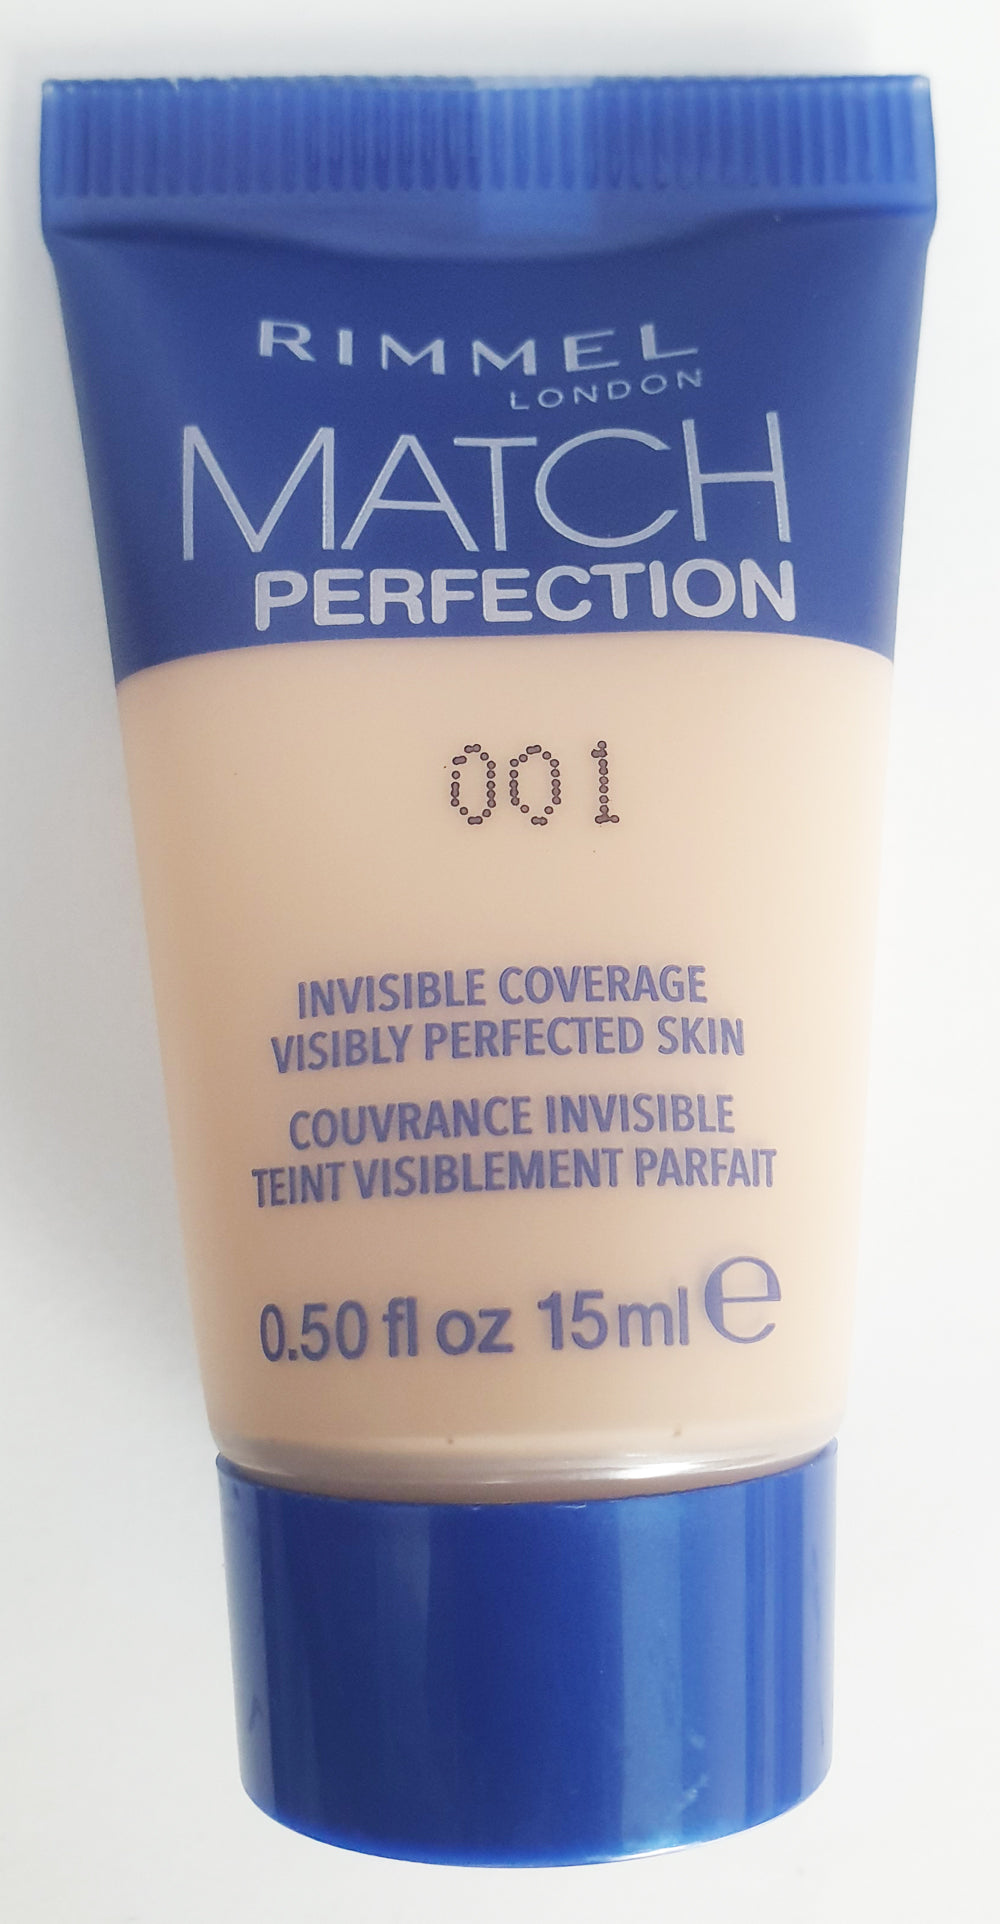 RIMMEL
LONDON
MATCH
PERFECTION
001
INVISIBLE COVERAGE
VISIBLY PERFECTED SKIN
COUVRANCE INVISIBLE
TEINT VISIBLEMENT PARFAIT
0.50 fl oz 15ml e